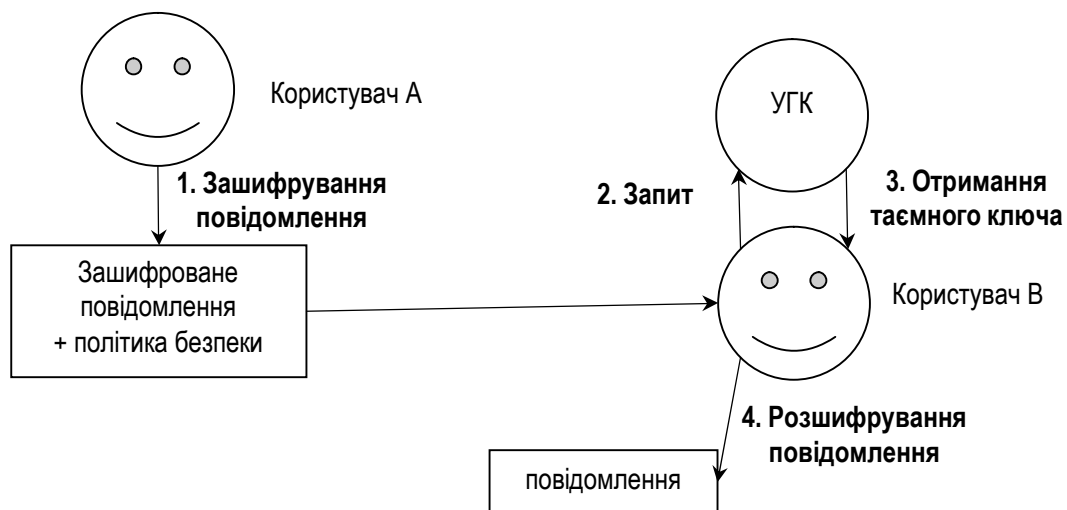 Користувач А
УГК
1. Зашифрування
повідомлення
2. Запит
3. Отримання
таємного ключа
Зашифроване
повідомлення
+ політика безпеки
Користувач В
4. Розшифрування
повідомлення
повідомлення